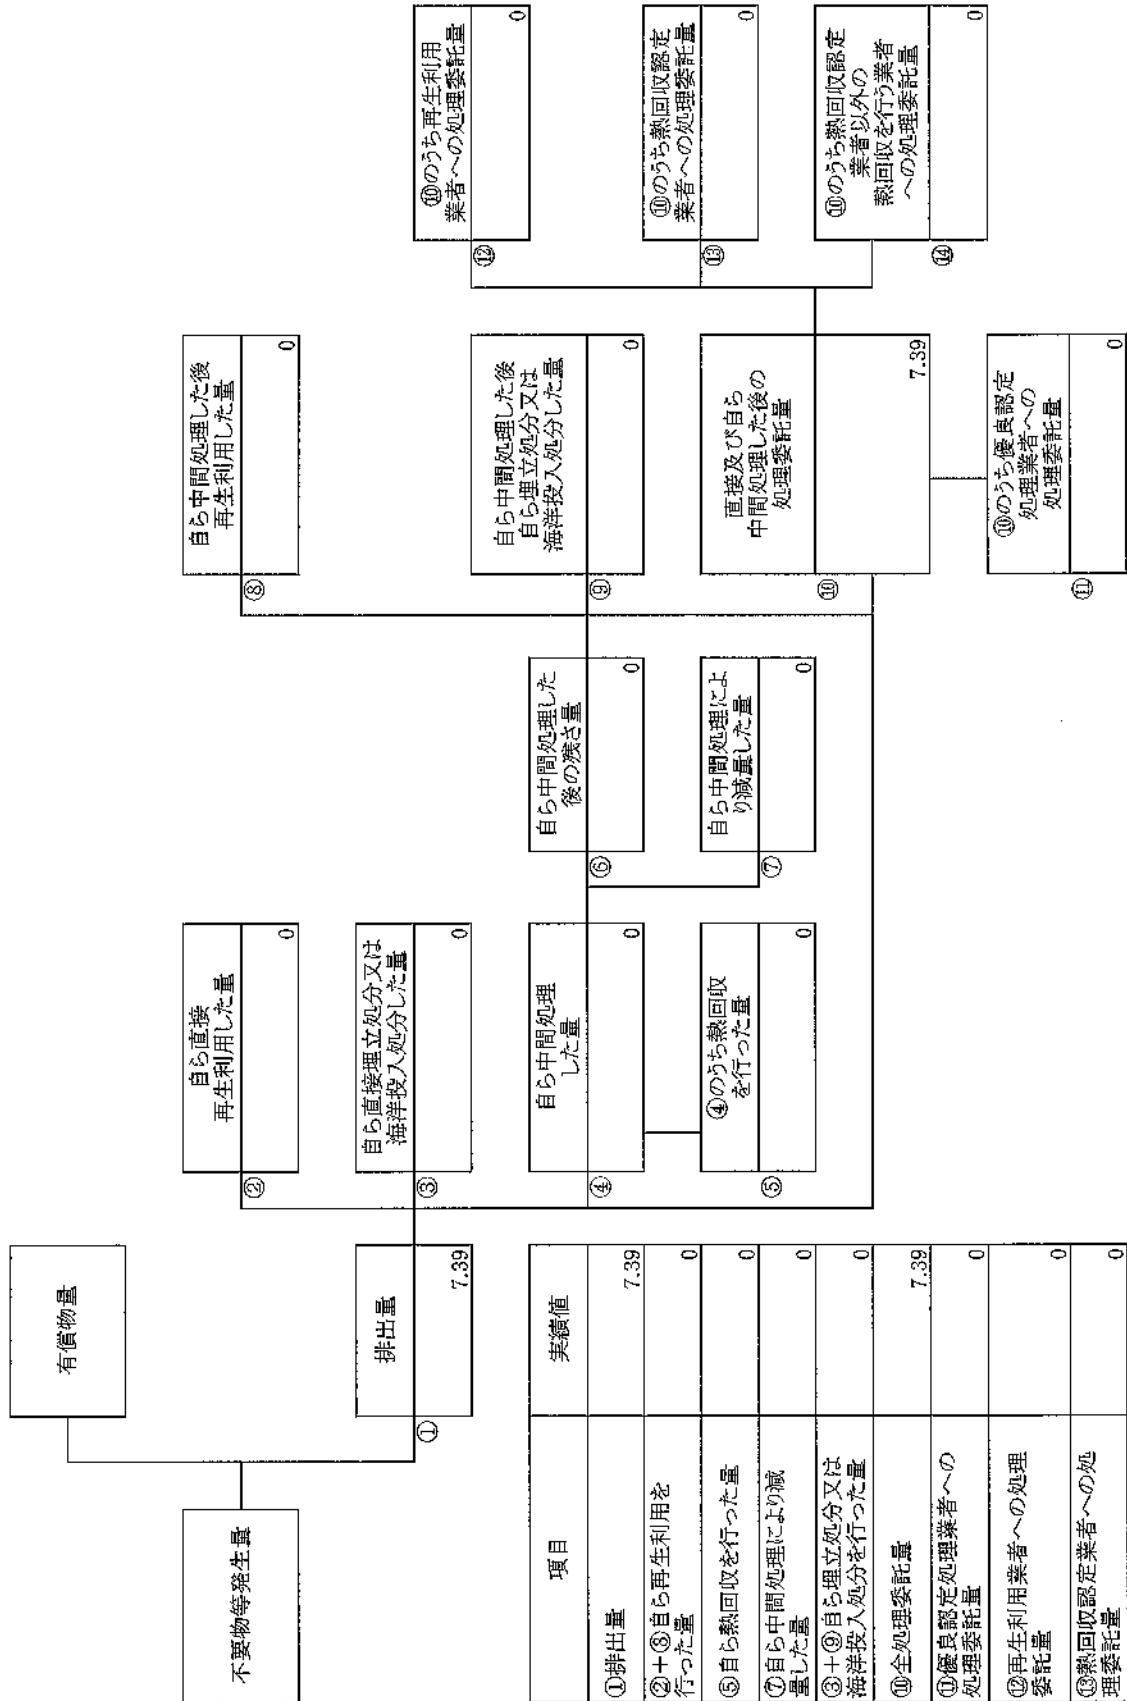 有償物量
不要物等発生量
排出量
①
7.39
自ら直接
再生利用した量
②
0
自ら直接埋立処分又は
海洋投入処分した量
③
0
自ら中間処理
した量
④
0
④のうち熱回収
を行った量
⑤
0
自ら中間処理した
後の残さ量
⑥
0
自ら中間処理によ
り減量した量
⑦
0
自ら中間処理した後
再生利用した量
⑧
0
自ら中間処理した後
自ら埋立処分又は
海洋投入処分した量
⑨
0
直接及び自ら
中間処理した後の
処理委託量
⑩
7.39
⑩のうち優良認定
処理業者への
処理委託量
⑪
0
⑩のうち再生利用
業者への処理委託量
⑫
0
⑩のうち熱回収認定
業者への処理委託量
⑬
0
⑩のうち熱回収認定
業者以外の
熱回収を行う業者
への処理委託量
⑭
0
項目
実績値
①排出量
7.39
②+⑧自ら再生利用を
行った量
0
⑤自ら熱回収を行った量
0
⑦自ら中間処理により減
量した量
0
③+⑨自ら埋立処分又は
海洋投入処分を行った量
0
⑩全処理委託量
7.39
⑪優良認定処理業者への
処理委託量
0
⑫再生利用業者への処理
委託量
0
⑬熱回収認定業者への処
理委託量
0